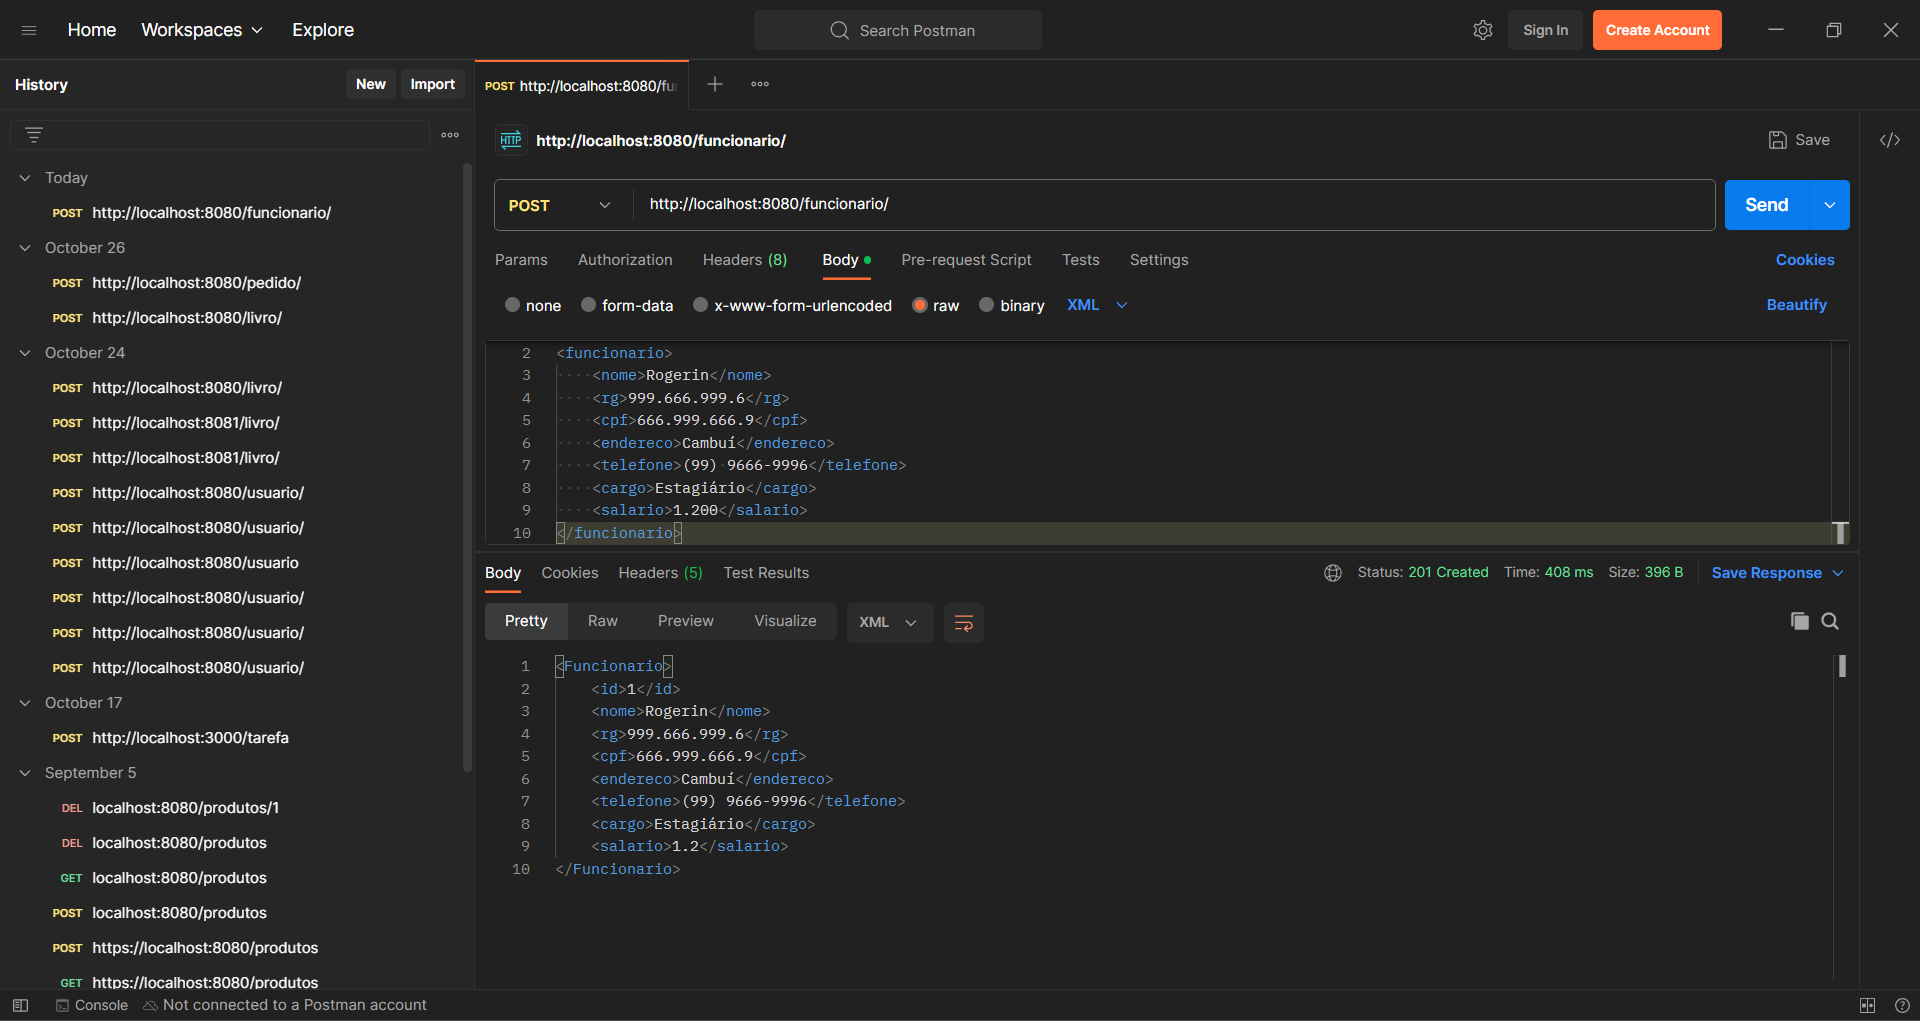 Home Workspaces Explore
Search Postman
Sign In Create Account
History New Import
POST http://localhost:8080/fu
HTTP http://localhost:8080/funcionario/
Save
Today
POST http://localhost:8080/funcionario/
October 26
POST http://localhost:8080/pedido/
POST http://localhost:8080/livro/
October 24
POST http://localhost:8080/livro/
POST http://localhost:8081/livro/
POST http://localhost:8081/livro/
POST http://localhost:8080/usuario/
POST http://localhost:8080/usuario/
POST http://localhost:8080/usuario
POST http://localhost:8080/usuario/
POST http://localhost:8080/usuario/
POST http://localhost:8080/usuario/
October 17
POST http://localhost:3000/tarefa
September 5
DEL localhost:8080/produtos/1
DEL localhost:8080/produtos
GET localhost:8080/produtos
POST localhost:8080/produtos
POST https://localhost:8080/produtos
GET https://localhost:8080/produtos
POST http://localhost:8080/funcionario/
Send
Params Authorization Headers (8) Body Pre-request Script Tests Settings Cookies
none form-data x-www-form-urlencoded raw binary XML Beautify
2 <funcionario>
3 <nome>Rogerin</nome>
4 <rg>999.666.999.6</rg>
5 <cpf>666.999.666.9</cpf>
6 <endereco>Cambuí</endereco>
7 <telefone>(99) 9666-9996</telefone>
8 <cargo>Estagiário</cargo>
9 <salario>1.200</salario>
10 </funcionario>
Body Cookies Headers (5) Test Results Status: 201 Created Time: 408 ms Size: 396 B Save Response
Pretty Raw Preview Visualize XML
1 <Funcionario>
2 <id>1</id>
3 <nome>Rogerin</nome>
4 <rg>999.666.999.6</rg>
5 <cpf>666.999.666.9</cpf>
6 <endereco>Cambuí</endereco>
7 <telefone>(99) 9666-9996</telefone>
8 <cargo>Estagiário</cargo>
9 <salario>1.2</salario>
10 </Funcionario>
Console Not connected to a Postman account